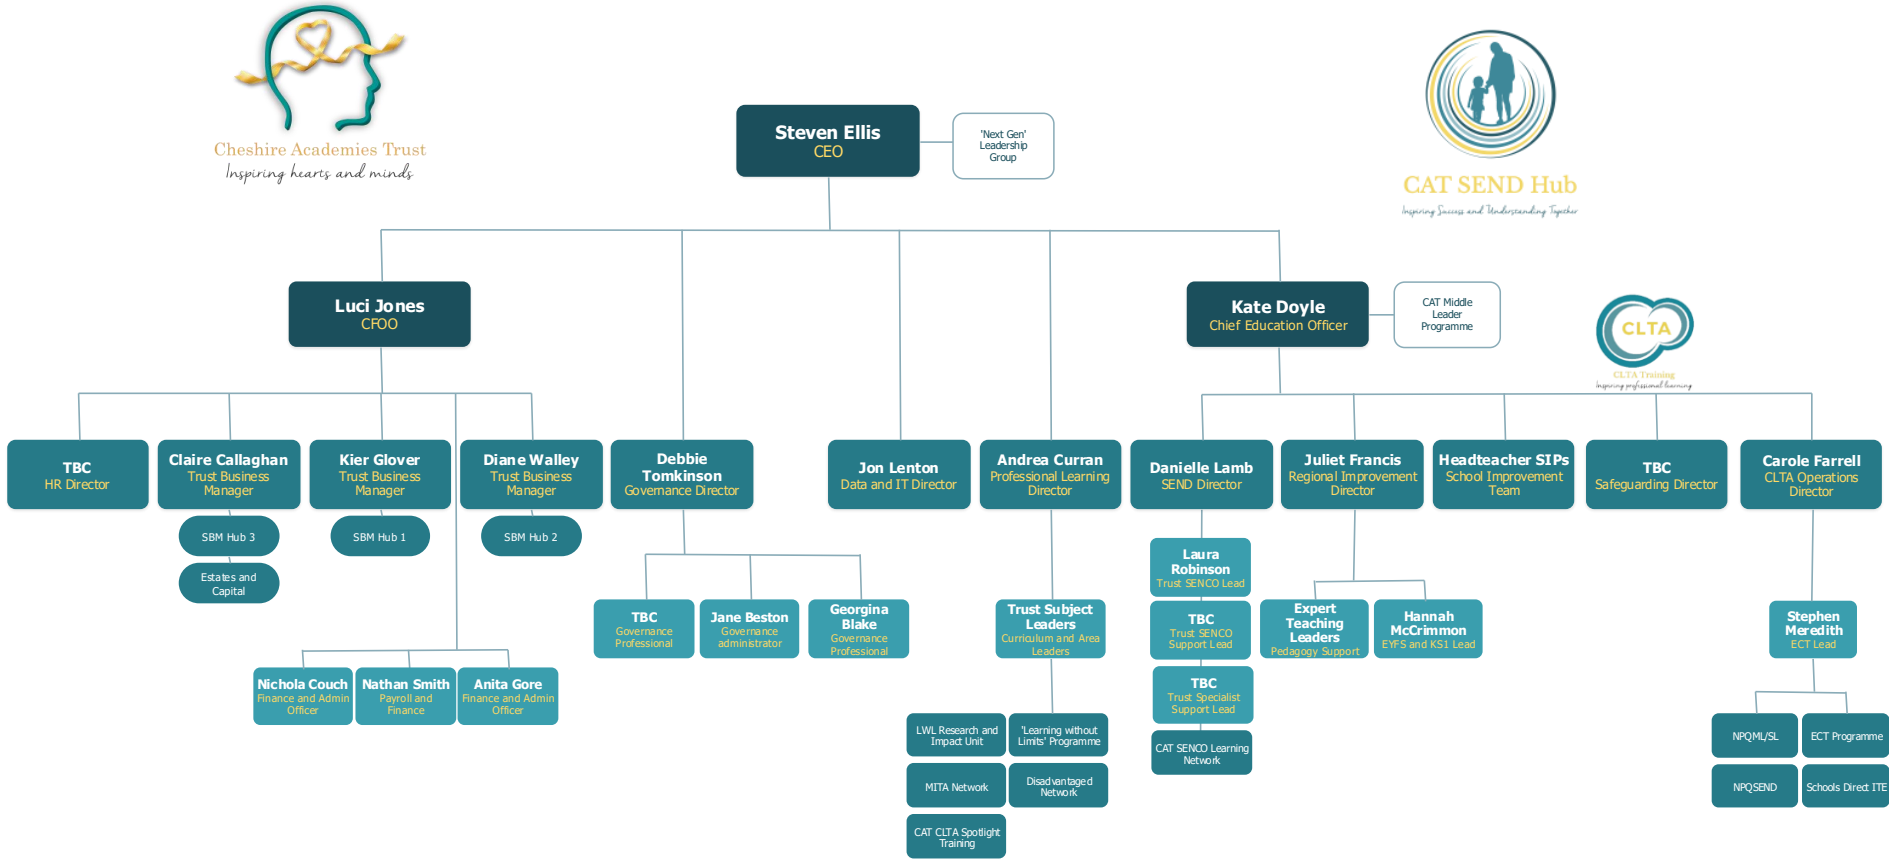 Cheshire Academies Trust
Inspiring hearts and minds
CAT SEND Hub
Inspiring Success and Understanding Together
Steven Ellis
CEO
'Next Gen'
Leadership
Group
Luci Jones
CFOO
Kate Doyle
Chief Education Officer
CAT Middle
Leader
Programme
CLTA
CLTA Training
Inspiring professional learning
TBC
HR Director
Claire Callaghan
Trust Business
Manager
Kier Glover
Trust Business
Manager
Diane Walley
Trust Business
Manager
Debbie
Tomkinson
Governance Director
Jon Lenton
Data and IT Director
Andrea Curran
Professional Learning
Director
Danielle Lamb
SEND Director
Juliet Francis
Regional Improvement
Director
Headteacher SIPs
School Improvement
Team
TBC
Safeguarding Director
Carole Farrell
CLTA Operations
Director
SBM Hub 3
SBM Hub 1
SBM Hub 2
Estates and
Capital
Laura
Robinson
Trust SENCO Lead
TBC
Governance
Professional
Jane Beston
Governance
administrator
Georgina
Blake
Governance
Professional
Trust Subject
Leaders
Curriculum and Area
Leaders
TBC
Trust SENCO
Support Lead
Expert
Teaching
Leaders
Pedagogy Support
Hannah
McCrimmon
EYFS and KS1 Lead
Stephen
Meredith
ECT Lead
Nichola Couch
Finance and Admin
Officer
Nathan Smith
Payroll and
Finance
Anita Gore
Finance and Admin
Officer
TBC
Trust Specialist
Support Lead
LWL Research and
Impact Unit
'Learning without
Limits' Programme
CAT SENCO Learning
Network
NPQML/SL
ECT Programme
MITA Network
Disadvantaged
Network
NPQSEND
Schools Direct ITE
CAT CLTA Spotlight
Training